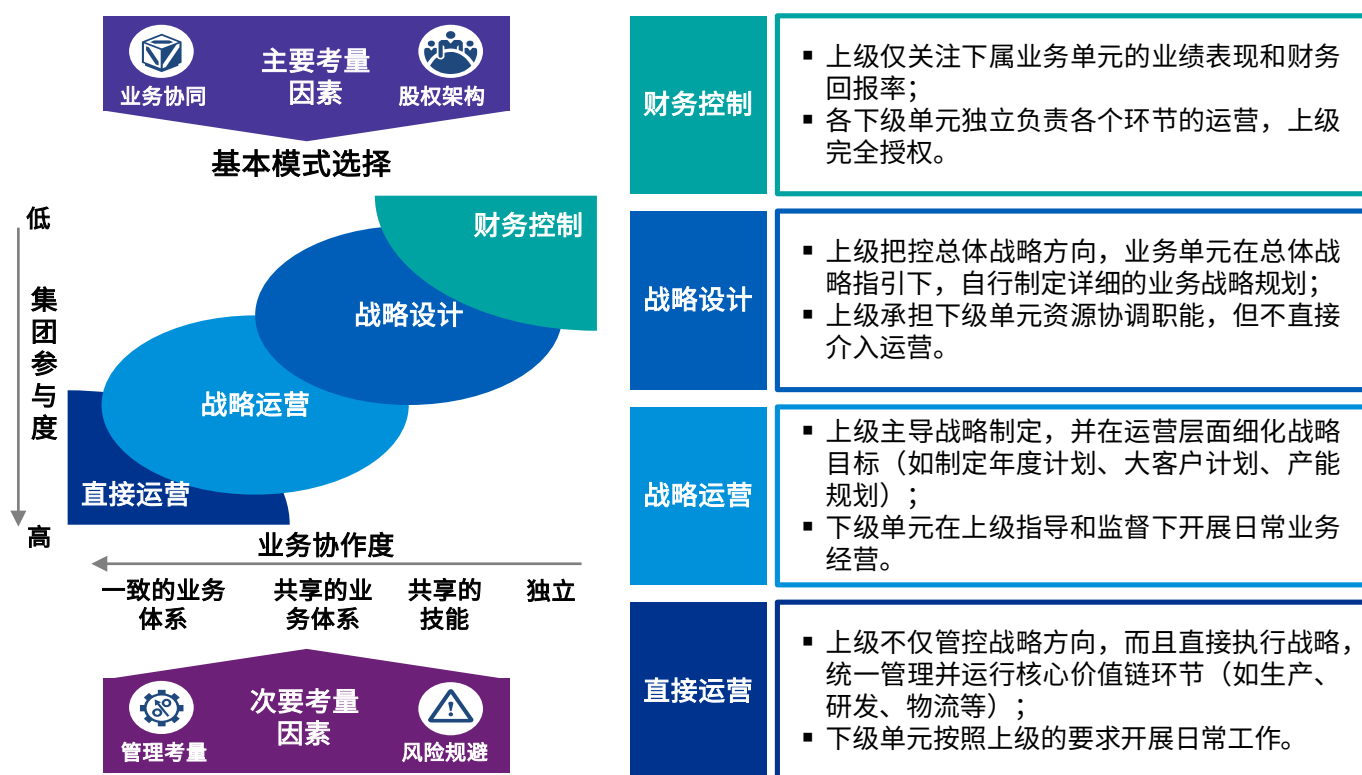 主要考量
因素
业务协同
股权架构
基本模式选择
低
集团参与度
高
财务控制
战略设计
战略运营
直接运营
业务协作度
一致的业务
体系
共享的业
务体系
共享的
技能
独立
次要考量
因素
管理考量
风险规避
财务控制
▪ 上级仅关注下属业务单元的业绩表现和财务
回报率；
▪ 各下级单元独立负责各个环节的运营，上级
完全授权。
战略设计
▪ 上级把控总体战略方向，业务单元在总体战
略指引下，自行制定详细的业务战略规划；
▪ 上级承担下级单元资源协调职能，但不直接
介入运营。
战略运营
▪ 上级主导战略制定，并在运营层面细化战略
目标（如制定年度计划、大客户计划、产能
规划）；
▪ 下级单元在上级指导和监督下开展日常业务
经营。
直接运营
▪ 上级不仅管控战略方向，而且直接执行战略，
统一管理并运行核心价值链环节（如生产、
研发、物流等）；
▪ 下级单元按照上级的要求开展日常工作。